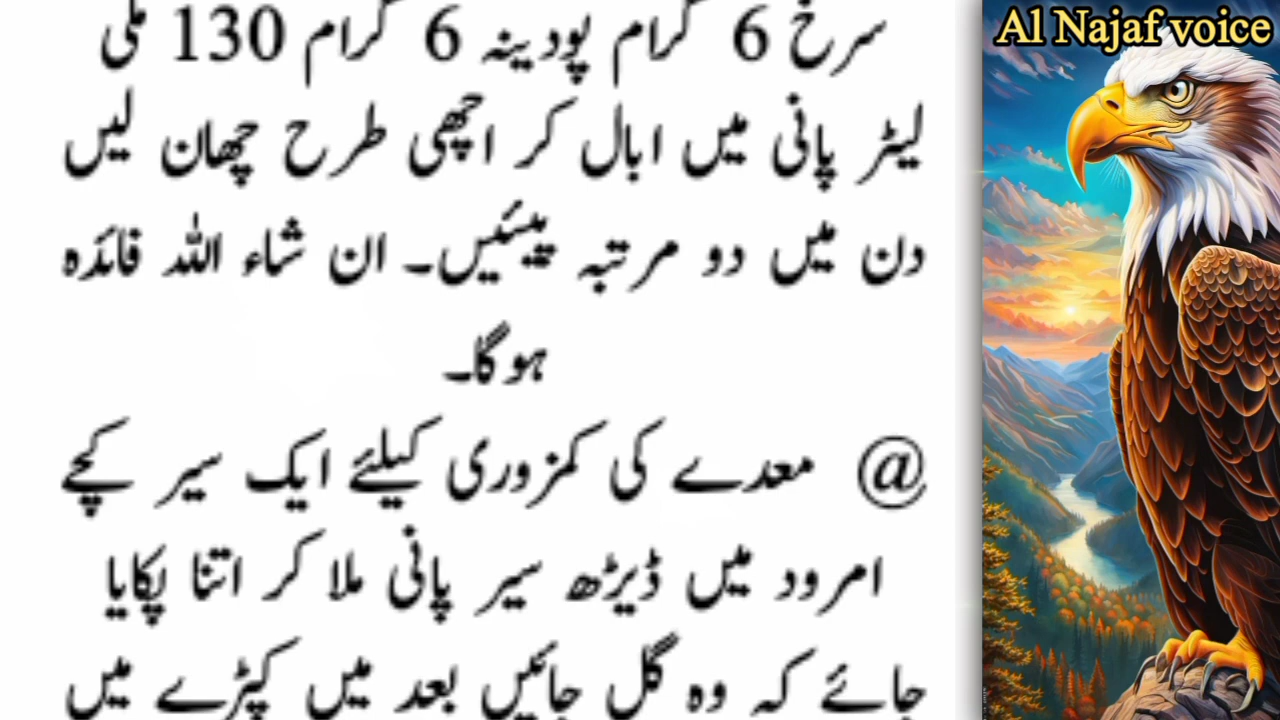 سرخ 6 گرام پودینہ 6 گرام 130 ملی
لیٹر پانی میں ابال کر اچھی طرح چھان لیں
دن میں دو مرتبہ پیئیں۔ ان شاء اللہ فائدہ
ہوگا۔
@ معدے کی کمزوری کیلئے ایک سیر کچے
امرود میں ڈیڑھ سیر پانی ملا کر اتنا پکایا
جائے کہ وہ گل جائیں بعد میں کپڑے میں
Al Najaf voice